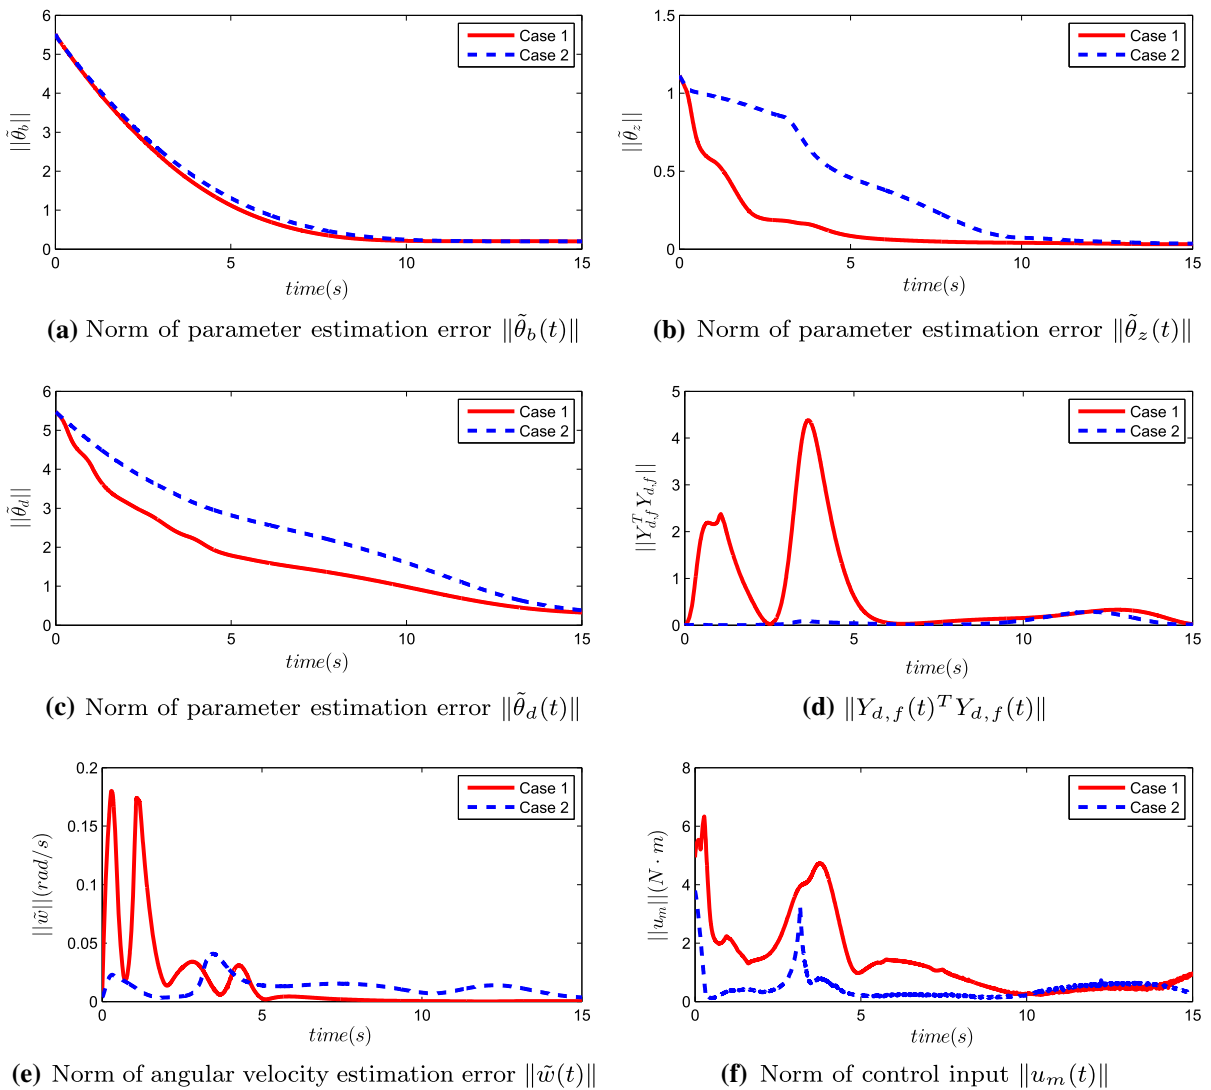 6
5
4
3
2
1
0
0
5
10
15
||θ̃_b||
time(s)
Case 1
Case 2
(a) Norm of parameter estimation error ‖θ̃_b(t)‖
1.5
1
0.5
0
0
5
10
15
||θ̃_z||
time(s)
Case 1
Case 2
(b) Norm of parameter estimation error ‖θ̃_z(t)‖
6
5
4
3
2
1
0
0
5
10
15
||θ̃_d||
time(s)
Case 1
Case 2
(c) Norm of parameter estimation error ‖θ̃_d(t)‖
5
4
3
2
1
0
0
5
10
15
||Y_{d,f}^T Y_{d,f}||
time(s)
Case 1
Case 2
(d) ‖Y_{d,f}(t)^T Y_{d,f}(t)‖
0.2
0.15
0.1
0.05
0
0
5
10
15
||w̃||(rad/s)
time(s)
Case 1
Case 2
(e) Norm of angular velocity estimation error ‖w̃(t)‖
8
6
4
2
0
0
5
10
15
||u_m||(N · m)
time(s)
Case 1
Case 2
(f) Norm of control input ‖u_m(t)‖